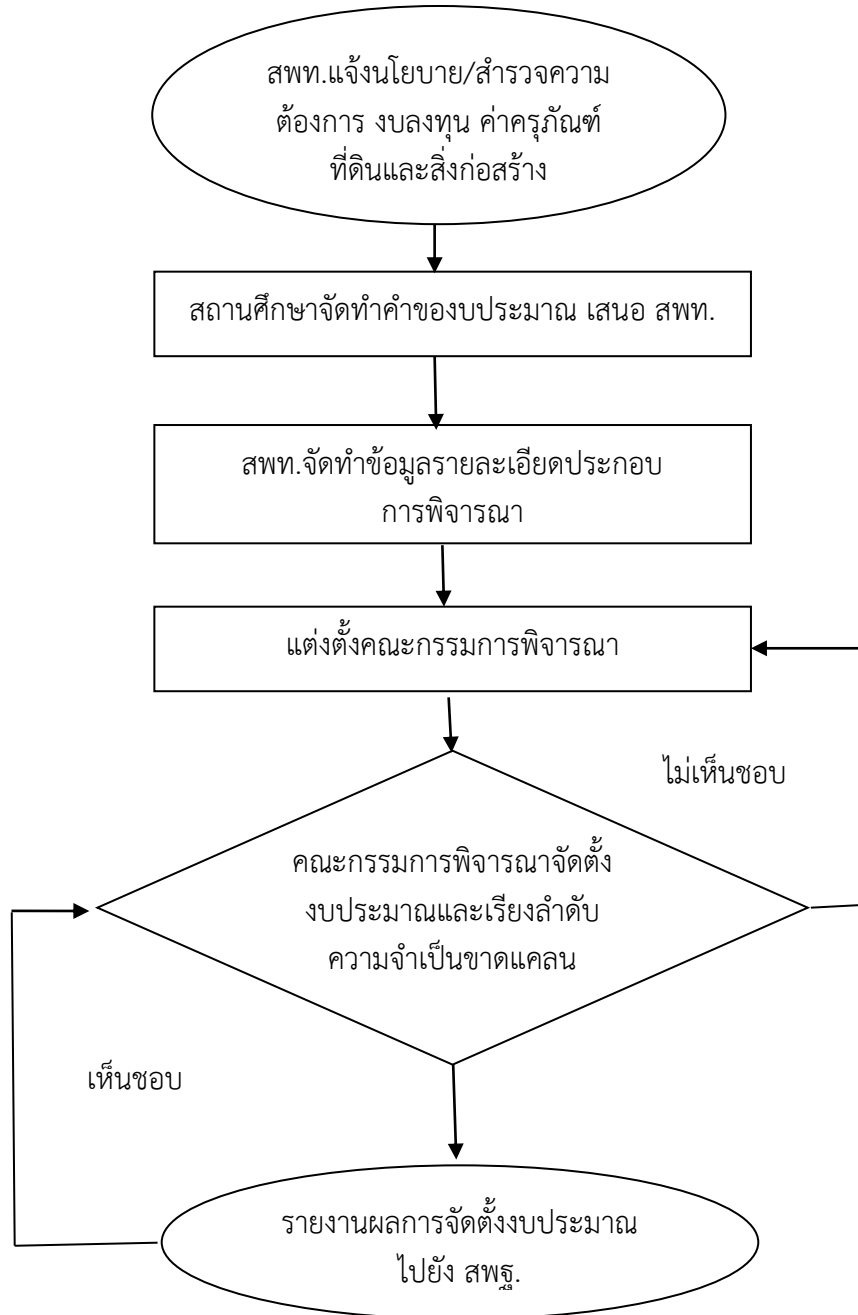 สพท.แจ้งนโยบาย/สำรวจความ
ต้องการ งบลงทุน ค่าครุภัณฑ์
ที่ดินและสิ่งก่อสร้าง
สถานศึกษาจัดทำคำของบประมาณ เสนอ สพท.
สพท.จัดทำข้อมูลรายละเอียดประกอบ
การพิจารณา
แต่งตั้งคณะกรรมการพิจารณา
ไม่เห็นชอบ
คณะกรรมการพิจารณาจัดตั้ง
งบประมาณและเรียงลำดับ
ความจำเป็นขาดแคลน
เห็นชอบ
รายงานผลการจัดตั้งงบประมาณ
ไปยัง สพฐ.